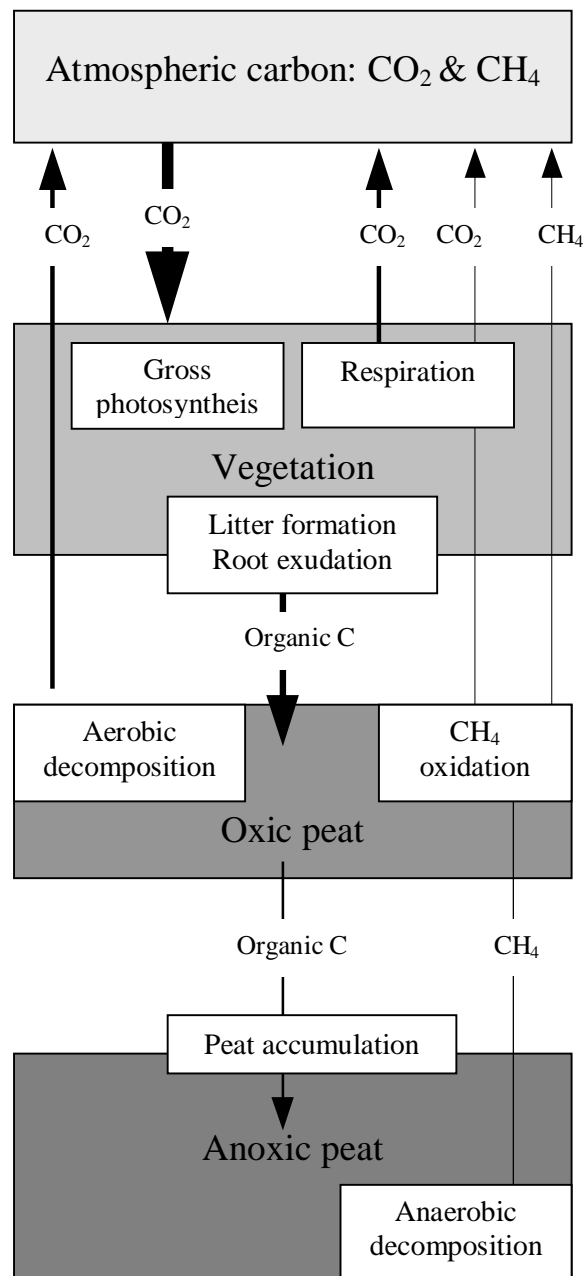 Atmospheric carbon: CO₂ & CH₄
CO₂
CO₂
CO₂
CO₂
CH₄
Gross
photosyntheis
Respiration
Vegetation
Litter formation
Root exudation
Organic C
Aerobic
decomposition
CH₄
oxidation
Oxic peat
Organic C
CH₄
Peat accumulation
Anoxic peat
Anaerobic
decomposition